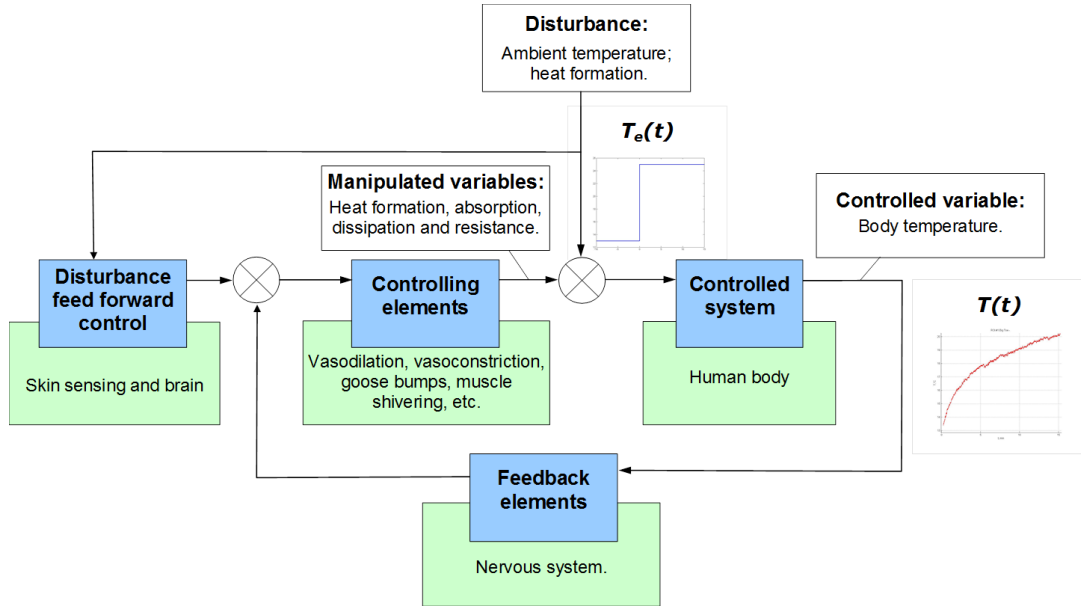 Disturbance:
Ambient temperature;
heat formation.
Tₑ(t)
Manipulated variables:
Heat formation, absorption,
dissipation and resistance.
Controlled variable:
Body temperature.
Disturbance
feed forward
control
Skin sensing and brain
Controlling
elements
Vasodilation, vasoconstriction,
goose bumps, muscle
shivering, etc.
Controlled
system
Human body
T(t)
Feedback
elements
Nervous system.